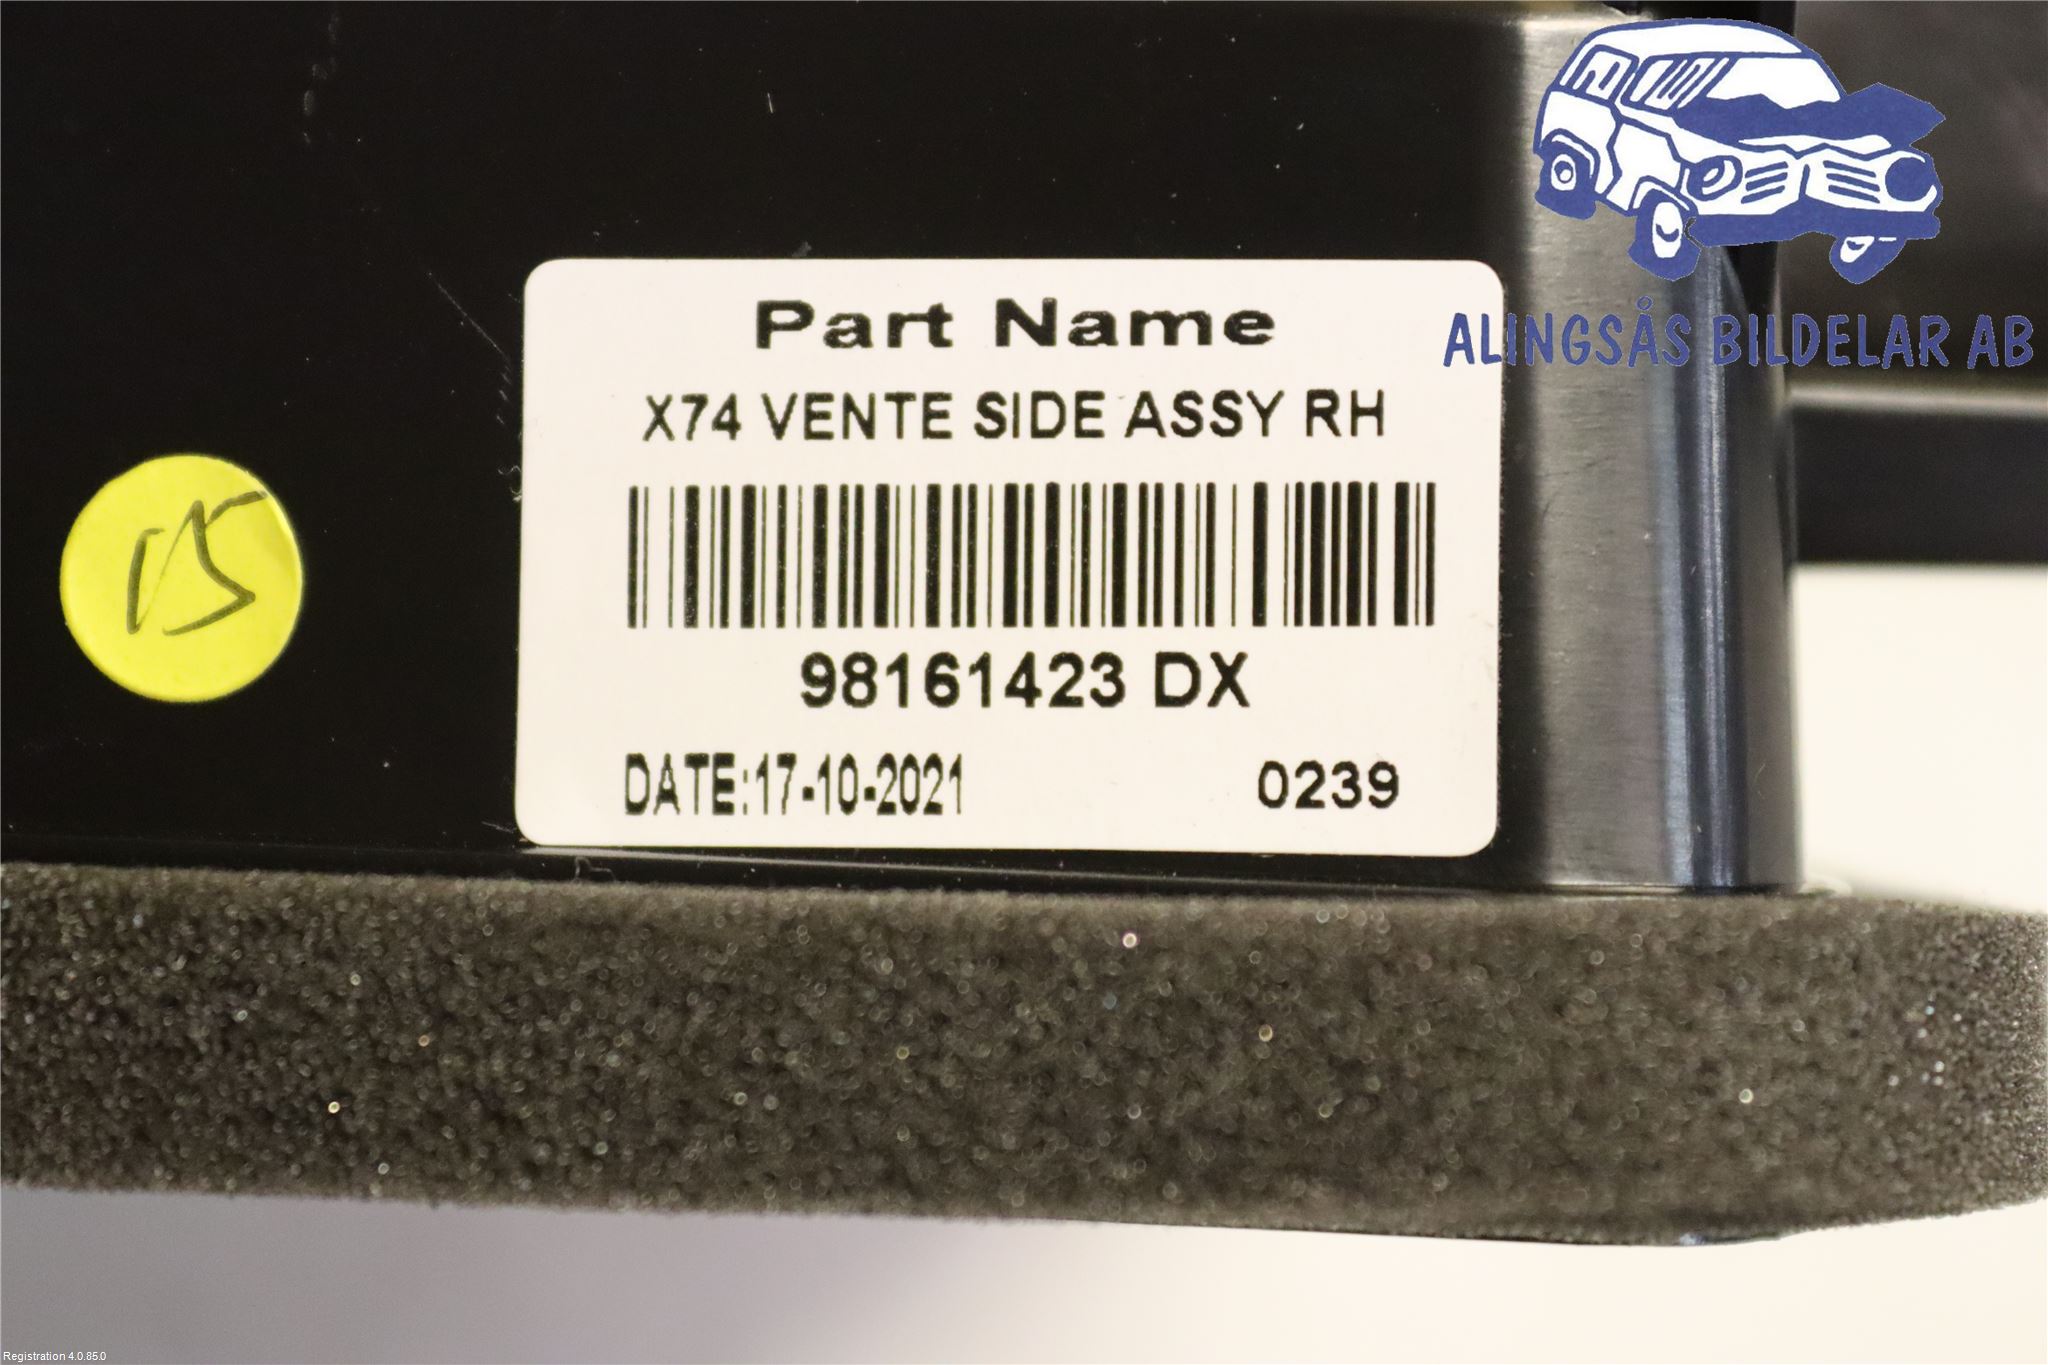 ALINGSÅS BILDELAR AB
Part Name
X74 VENTE SIDE ASSY RH
15
98161423 DX
DATE:17-10-2021
0239
Registration 4.0.85.0